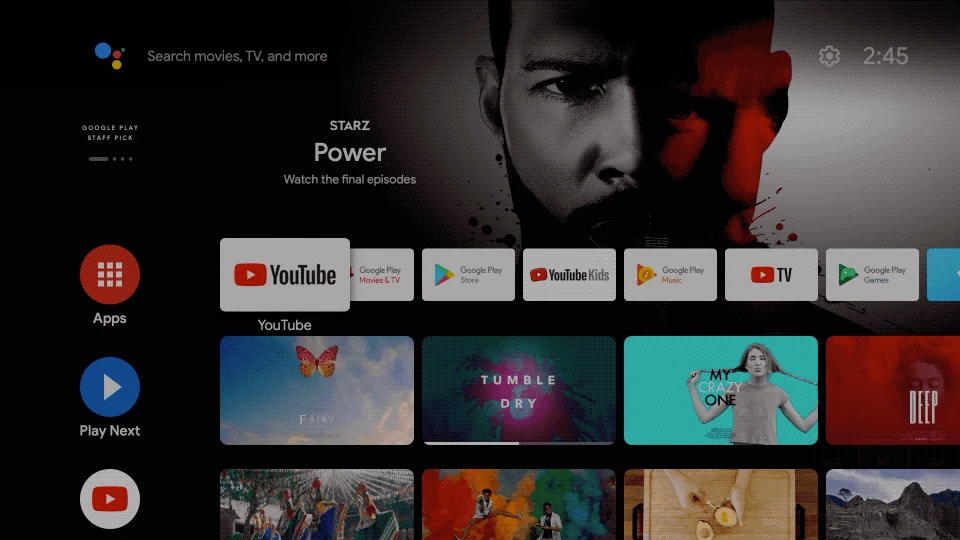 Search movies, TV, and more
2:45
GOOGLE PLAY
STAFF PICK
STARZ
Power
Watch the final episodes
YouTube
Google Play
Movies & TV
Google Play
Store
YouTube Kids
Google Play
Music
TV
Google Play
Games
Apps
YouTube
FAIRY
TUMBLE
DRY
MY
CRAZY
ONE
DEEP
Play Next